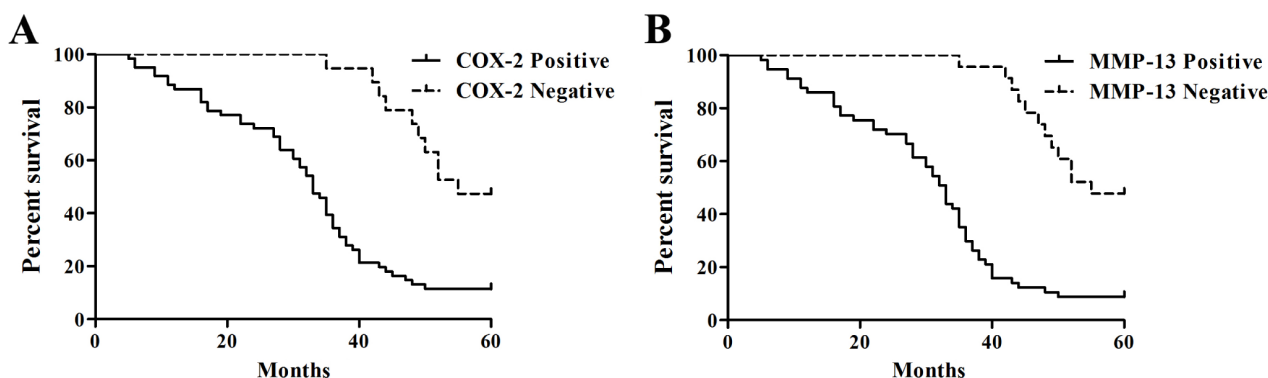 A
Percent survival
100
80
60
40
20
0
0 20 40 60
Months
COX-2 Positive
COX-2 Negative
B
Percent survival
100
80
60
40
20
0
0 20 40 60
Months
MMP-13 Positive
MMP-13 Negative